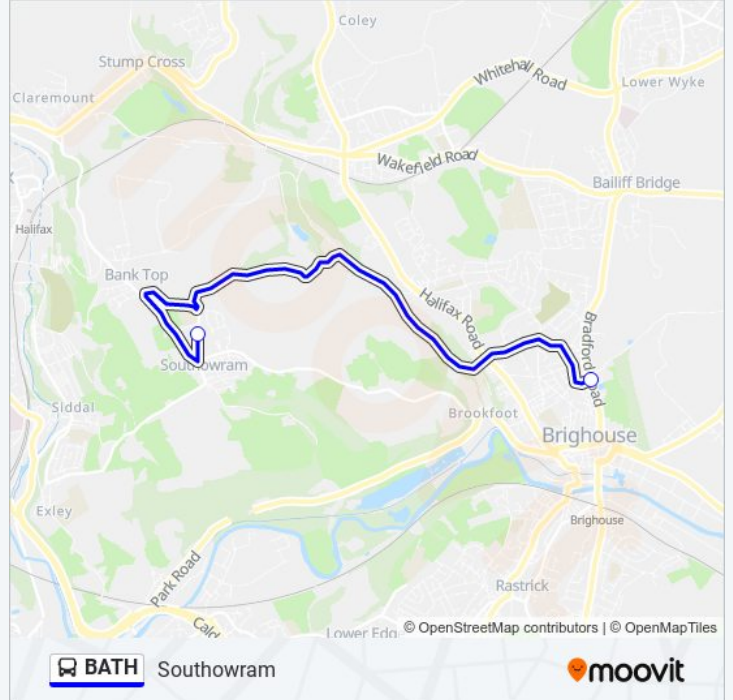 Coley
Stump Cross
Whitehall Road
Lower Wyke
Claremount
Wakefield Road
Bailiff Bridge
Halifax
Bank Top
Halifax Road
Bradford Road
Southowram
Siddal
Brookfoot
Brighouse
Exley
Brighouse
Park Road
Rastrick
Cald
Lower Edg
© OpenStreetMap contributors | © OpenMapTiles
BATH Southowram moovit